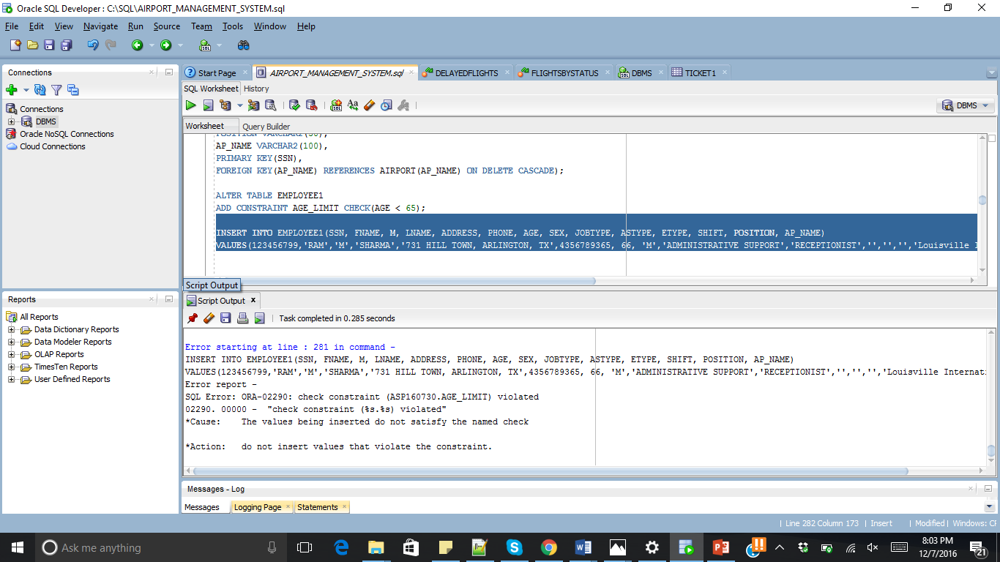 Oracle SQL Developer : C:\SQL\AIRPORT_MANAGEMENT_SYSTEM.sql
File Edit View Navigate Run Source Team Tools Window Help
Connections
Connections
DBMS
Oracle NoSQL Connections
Cloud Connections
Reports
All Reports
Data Dictionary Reports
Data Modeler Reports
OLAP Reports
TimesTen Reports
User Defined Reports
Start Page AIRPORT_MANAGEMENT_SYSTEM.sql DELAYEDFLIGHTS FLIGHTSBYSTATUS DBMS TICKET1
SQL Worksheet History
DBMS
Worksheet Query Builder
POSITION VARCHAR2(30),
AP_NAME VARCHAR2(100),
PRIMARY KEY(SSN),
FOREIGN KEY(AP_NAME) REFERENCES AIRPORT(AP_NAME) ON DELETE CASCADE);
ALTER TABLE EMPLOYEE1
ADD CONSTRAINT AGE_LIMIT CHECK(AGE < 65);
INSERT INTO EMPLOYEE1(SSN, FNAME, M, LNAME, ADDRESS, PHONE, AGE, SEX, JOBTYPE, ASTYPE, ETYPE, SHIFT, POSITION, AP_NAME)
VALUES(123456799,'RAM','M','SHARMA','731 HILL TOWN, ARLINGTON, TX',4356789365, 66, 'M','ADMINISTRATIVE SUPPORT','RECEPTIONIST','','','','Louisville I
Script Output
Script Output
Task completed in 0.285 seconds
Error starting at line : 281 in command -
INSERT INTO EMPLOYEE1(SSN, FNAME, M, LNAME, ADDRESS, PHONE, AGE, SEX, JOBTYPE, ASTYPE, ETYPE, SHIFT, POSITION, AP_NAME)
VALUES(123456799,'RAM','M','SHARMA','731 HILL TOWN, ARLINGTON, TX',4356789365, 66, 'M','ADMINISTRATIVE SUPPORT','RECEPTIONIST','','','','Louisville Internati
Error report -
SQL Error: ORA-02290: check constraint (ASP160730.AGE_LIMIT) violated
02290. 00000 - "check constraint (%s.%s) violated"
*Cause: The values being inserted do not satisfy the named check
*Action: do not insert values that violate the constraint.
Messages - Log
Messages Logging Page Statements
Line 282 Column 173 Insert Modified Windows: CF
Ask me anything
8:03 PM
12/7/2016
21